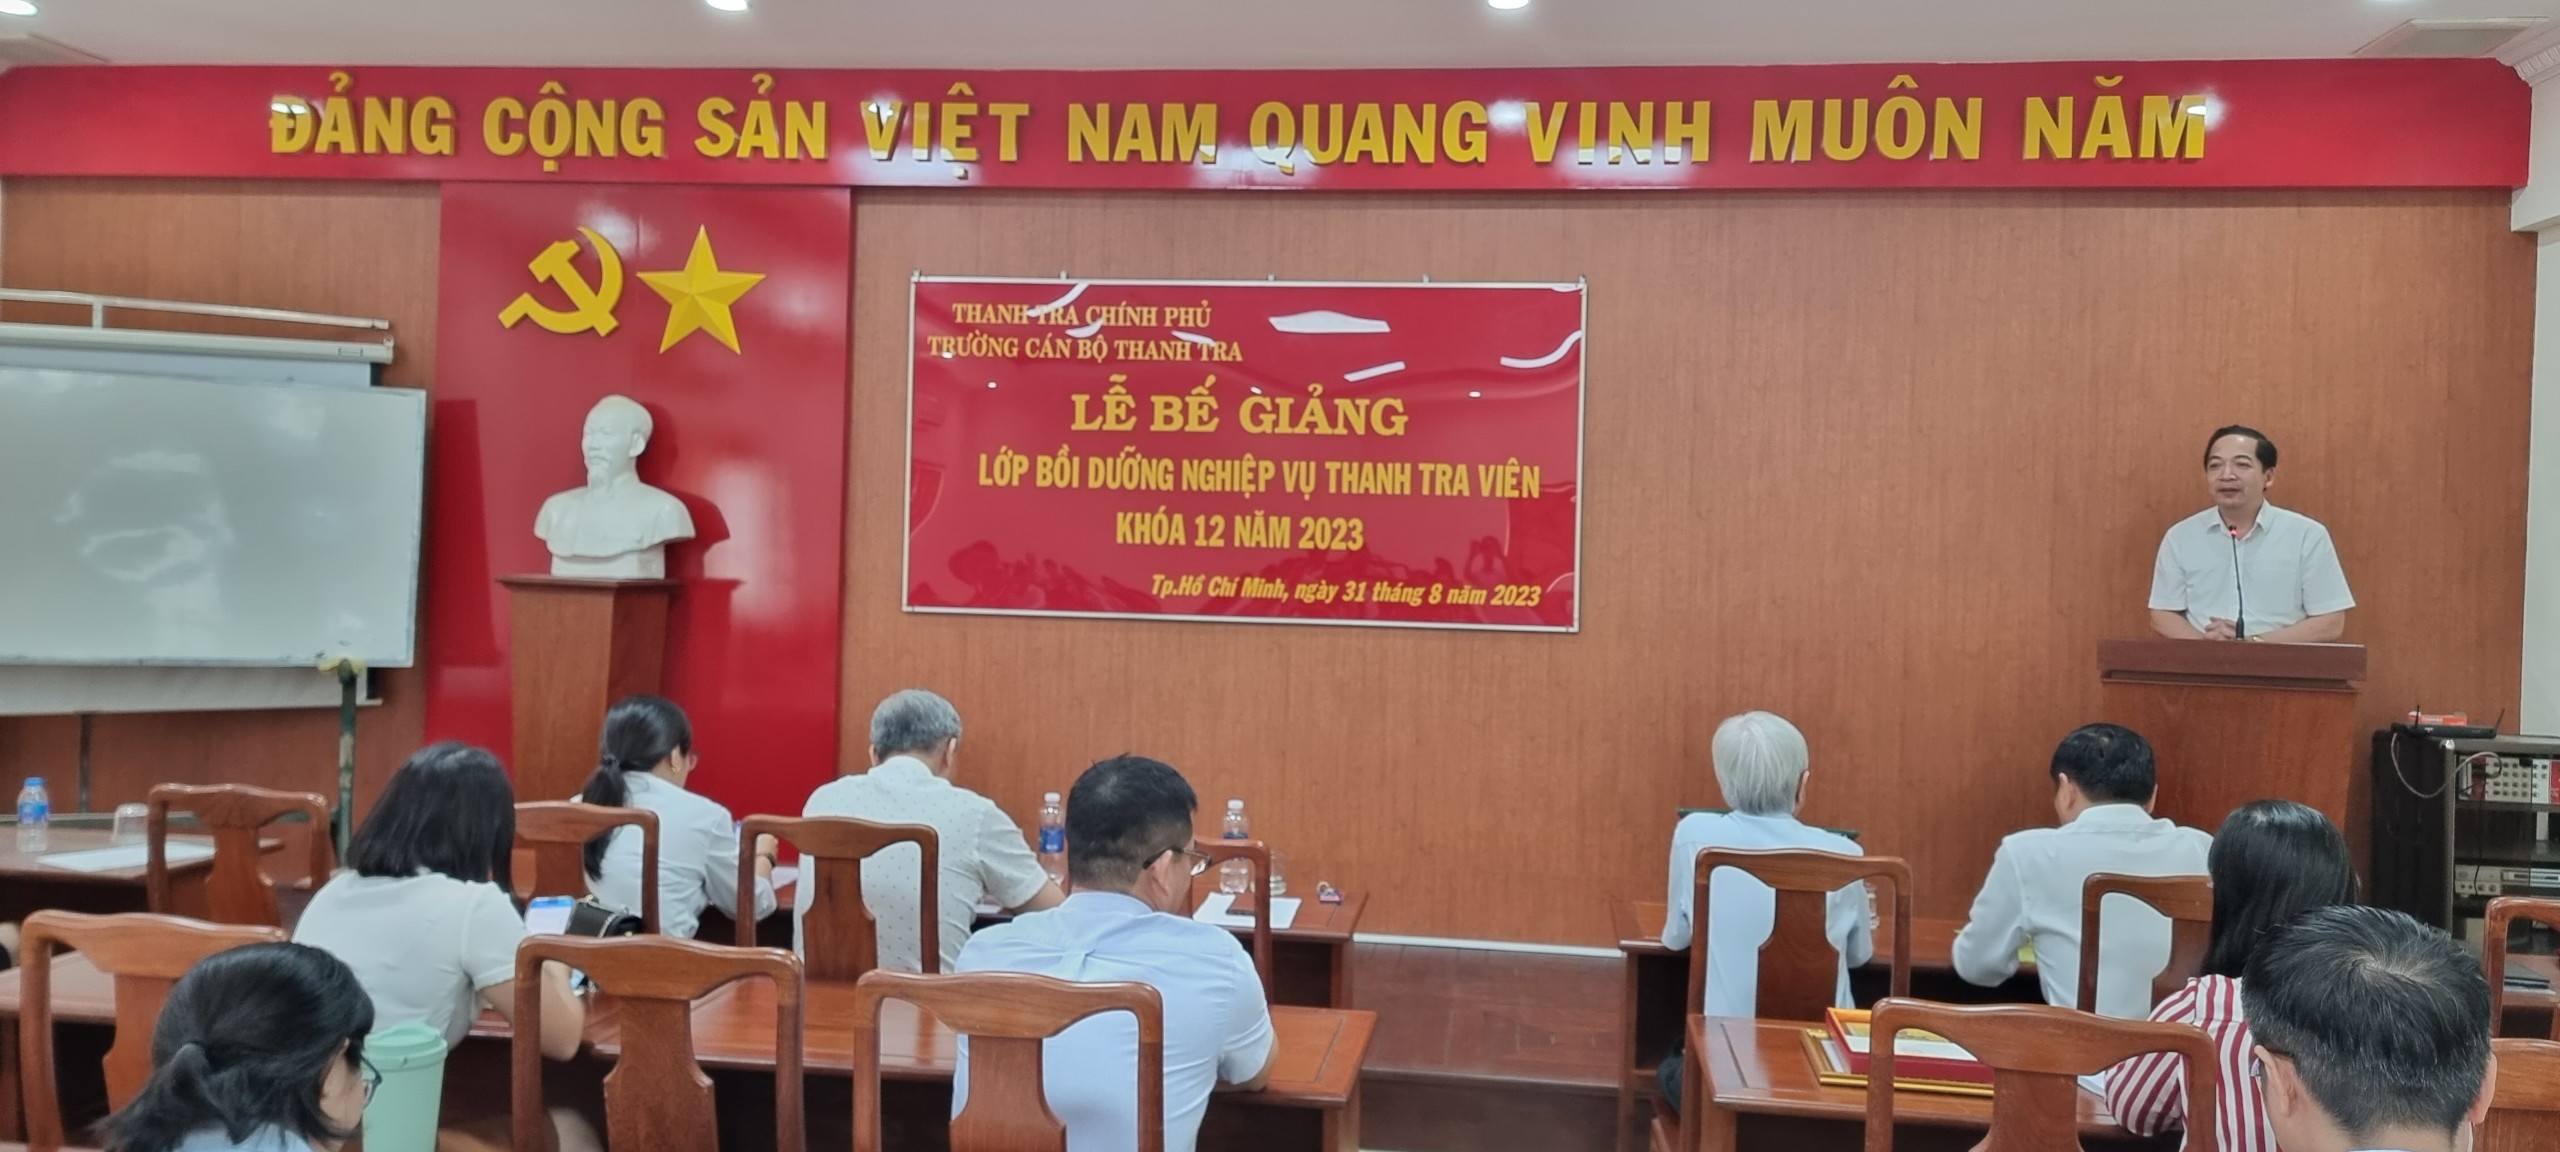 ĐẢNG CỘNG SẢN VIỆT NAM QUANG VINH MUÔN NĂM
THANH TRA CHÍNH PHỦ
TRƯỜNG CÁN BỘ THANH TRA
LỄ BẾ GIẢNG
LỚP BỒI DƯỠNG NGHIỆP VỤ THANH TRA VIÊN
KHÓA 12 NĂM 2023
Tp.Hồ Chí Minh, ngày 31 tháng 8 năm 2023